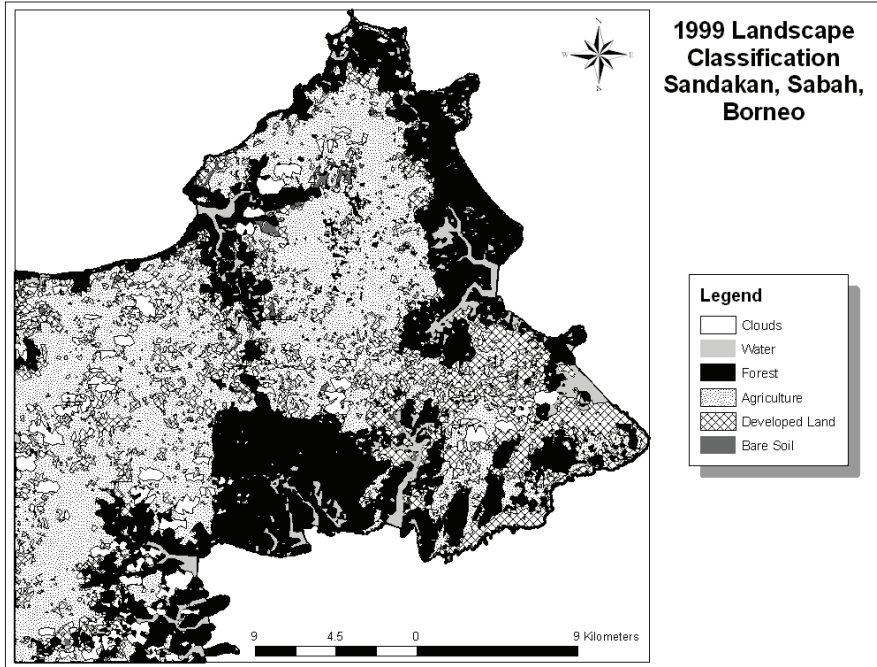 1999 Landscape
Classification
Sandakan, Sabah,
Borneo
N
W
E
S
Legend
Clouds
Water
Forest
Agriculture
Developed Land
Bare Soil
9 4.5 0 9 Kilometers